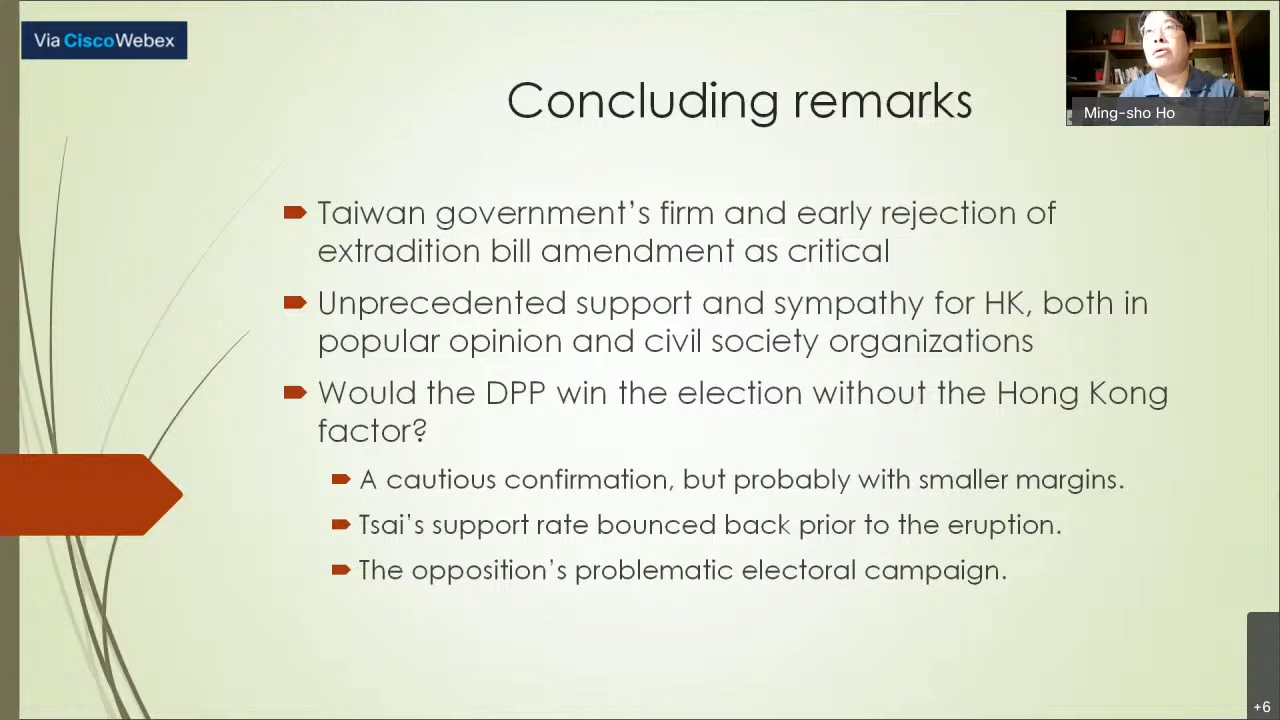 Via CiscoWebex
Concluding remarks
Ming-sho Ho
Taiwan government’s firm and early rejection of
extradition bill amendment as critical
Unprecedented support and sympathy for HK, both in
popular opinion and civil society organizations
Would the DPP win the election without the Hong Kong
factor?
A cautious confirmation, but probably with smaller margins.
Tsai’s support rate bounced back prior to the eruption.
The opposition’s problematic electoral campaign.
+6